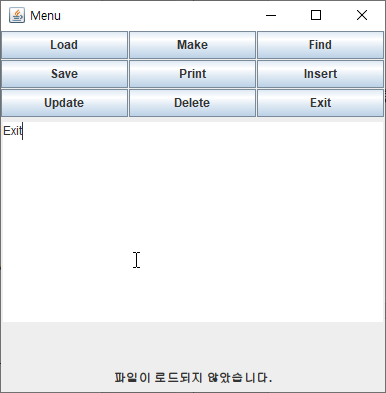 Menu
Load Make Find
Save Print Insert
Update Delete Exit
Exit
파일이 로드되지 않았습니다.